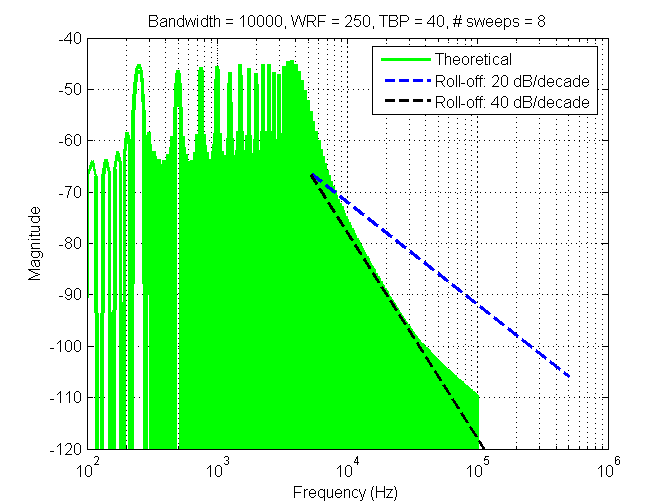 Bandwidth = 10000, WRF = 250, TBP = 40, # sweeps = 8
Theoretical
Roll-off: 20 dB/decade
Roll-off: 40 dB/decade
Magnitude
-40
-50
-60
-70
-80
-90
-100
-110
-120
10^2
10^3
10^4
10^5
10^6
Frequency (Hz)